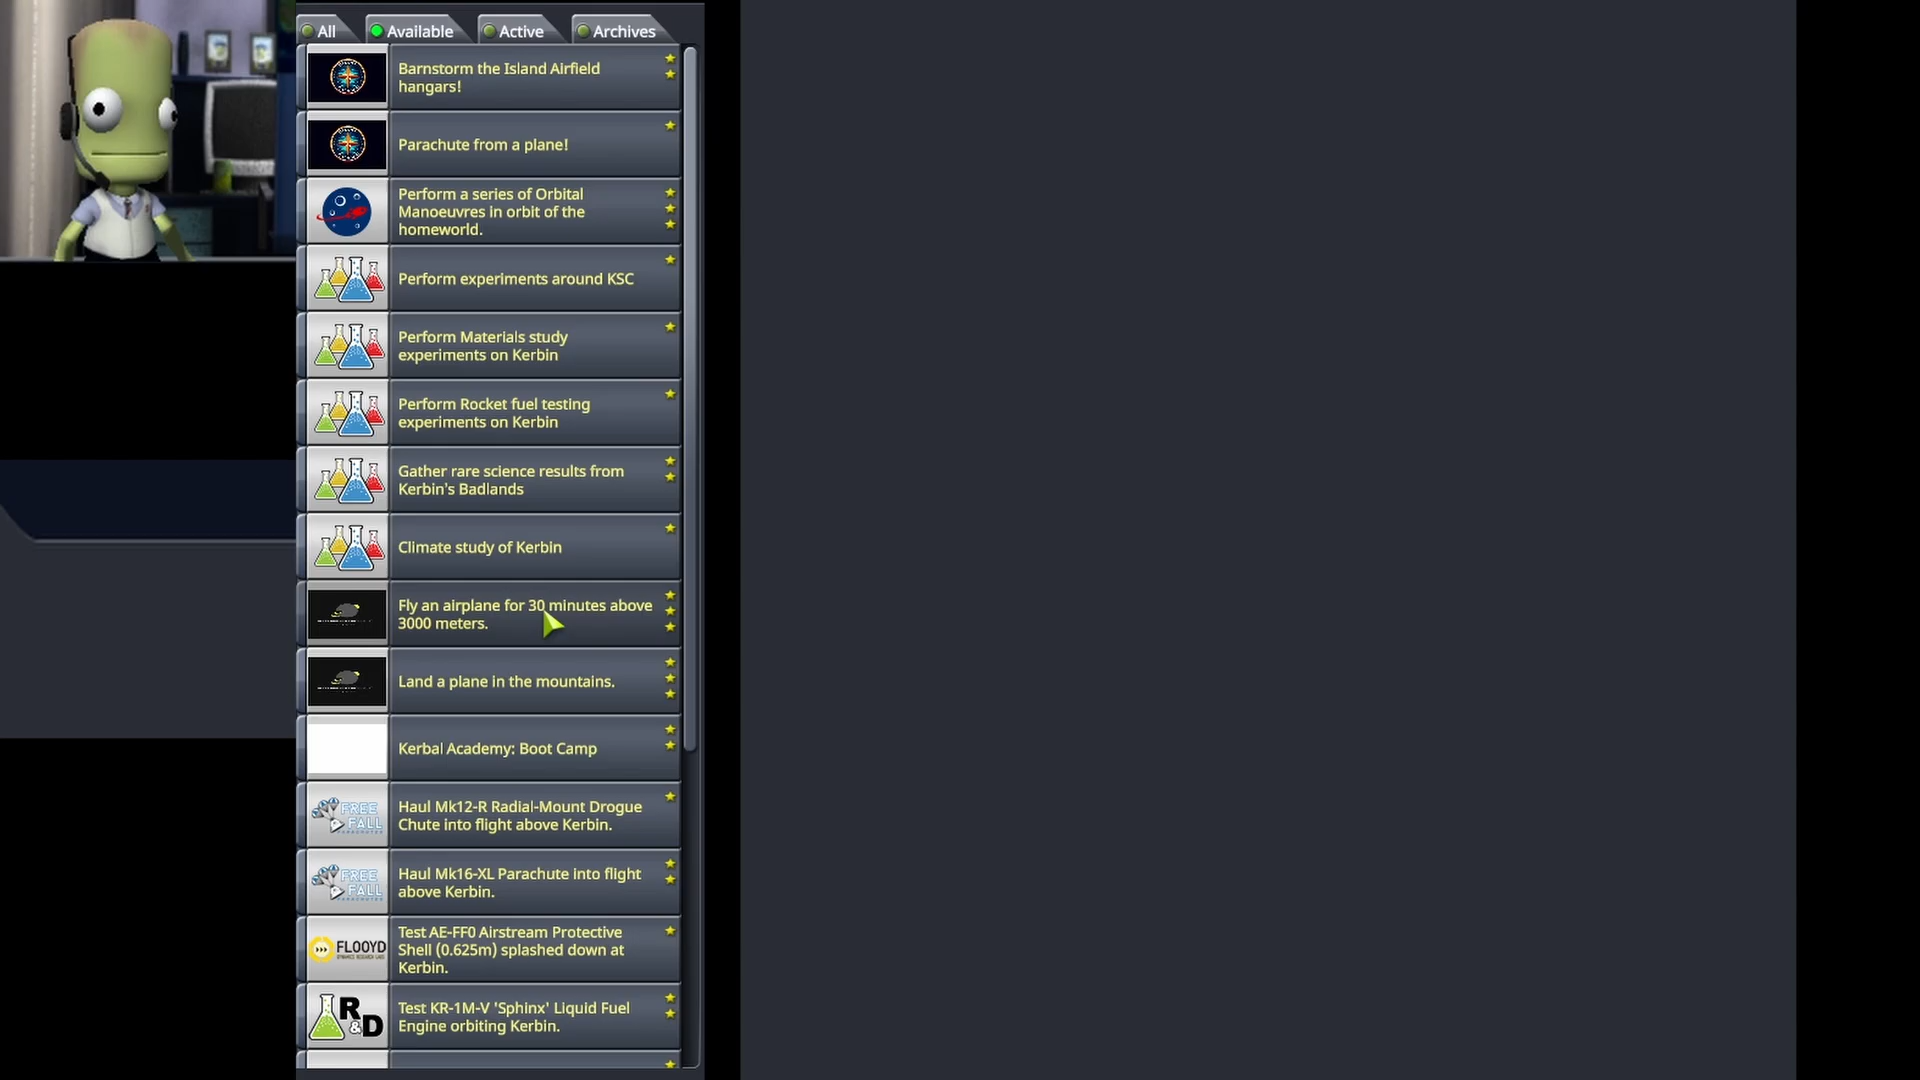 All
Available
Active
Archives
Barnstorm the Island Airfield
hangars!
Parachute from a plane!
Perform a series of Orbital
Manoeuvres in orbit of the
homeworld.
Perform experiments around KSC
Perform Materials study
experiments on Kerbin
Perform Rocket fuel testing
experiments on Kerbin
Gather rare science results from
Kerbin's Badlands
Climate study of Kerbin
Fly an airplane for 30 minutes above
3000 meters.
Land a plane in the mountains.
Kerbal Academy: Boot Camp
FREE
FALL
PARACHUTES
Haul Mk12-R Radial-Mount Drogue
Chute into flight above Kerbin.
FREE
FALL
PARACHUTES
Haul Mk16-XL Parachute into flight
above Kerbin.
FLOOYD
DYNAMICS RESEARCH LABS
Test AE-FF0 Airstream Protective
Shell (0.625m) splashed down at
Kerbin.
R&D
Test KR-1M-V 'Sphinx' Liquid Fuel
Engine orbiting Kerbin.